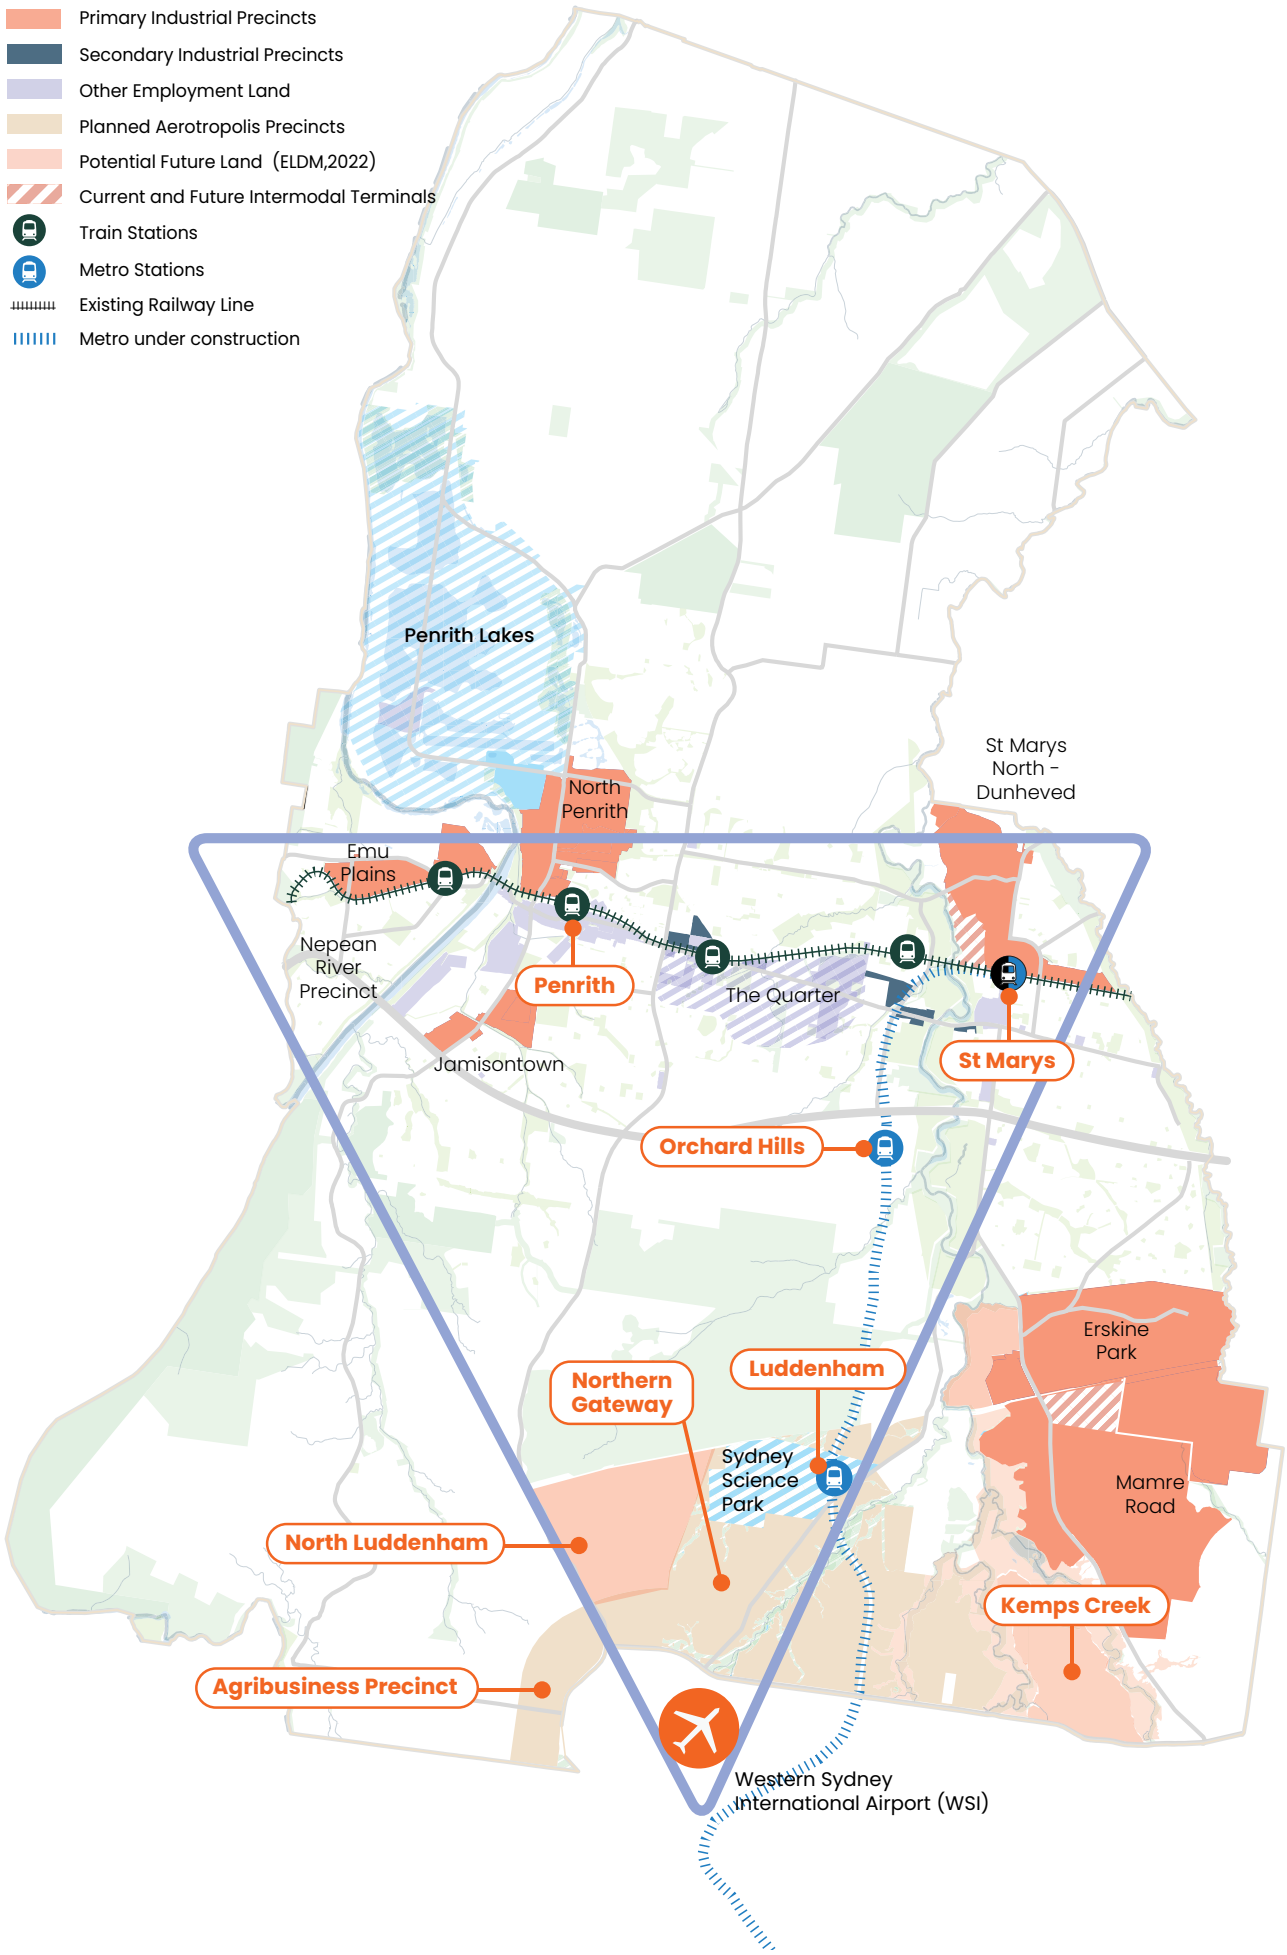 Primary Industrial Precincts
Secondary Industrial Precincts
Other Employment Land
Planned Aerotropolis Precincts
Potential Future Land (ELDM,2022)
Current and Future Intermodal Terminals
Train Stations
Metro Stations
Existing Railway Line
Metro under construction
Penrith Lakes
St Marys
North -
Dunheved
North
Penrith
Emu
Plains
Nepean
River
Precinct
Penrith
The Quarter
Jamisontown
St Marys
Orchard Hills
Erskine
Park
Luddenham
Northern
Gateway
Sydney
Science
Park
Mamre
Road
North Luddenham
Kemps Creek
Agribusiness Precinct
Western Sydney
International Airport (WSI)